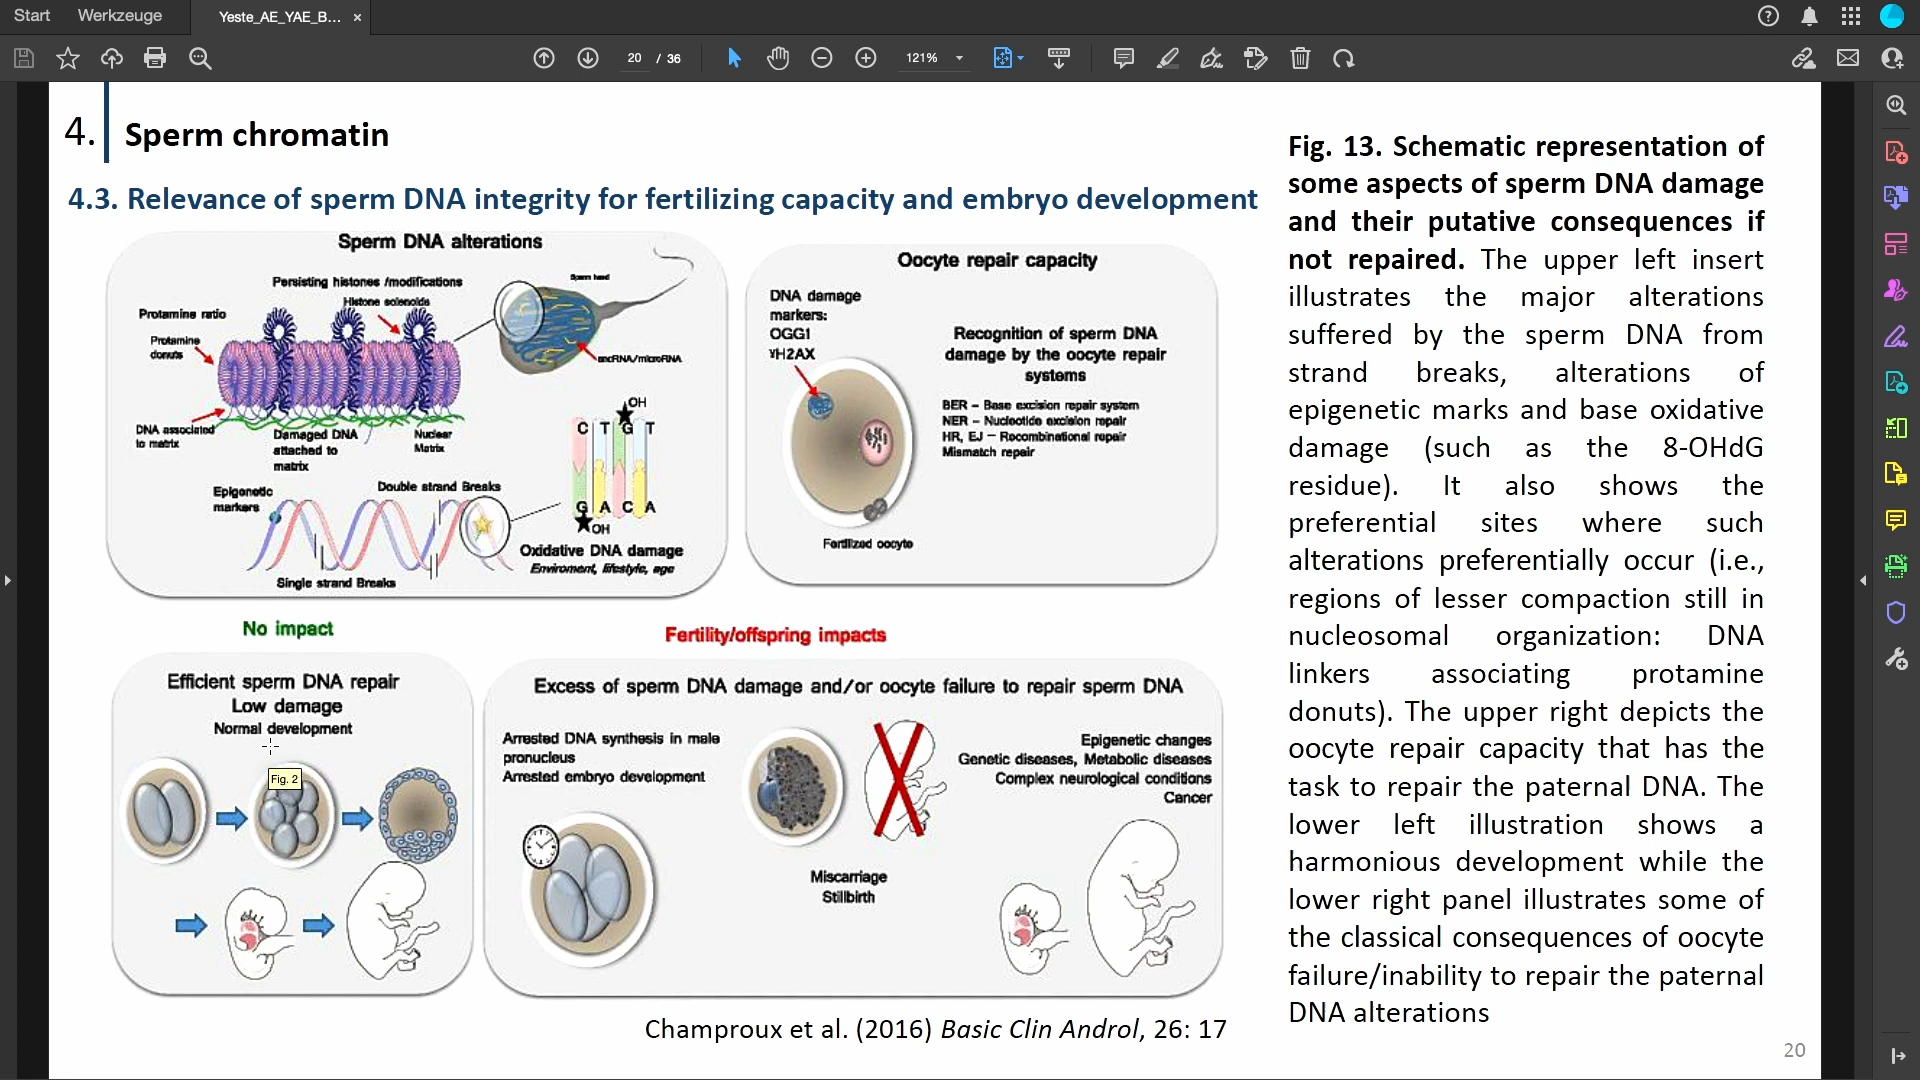 Start
Werkzeuge
Yeste_AE_YAE_B...
×
20 / 36
121%
4.
Sperm chromatin
4.3. Relevance of sperm DNA integrity for fertilizing capacity and embryo development
Sperm DNA alterations
Persisting histones /modifications
Histone solenoids
Sperm head
Protamine ratio
Protamine
donuts
sncRNA/microRNA
DNA associated
to matrix
Damaged DNA
attached to
matrix
Nuclear
Matrix
OH
C T G T
G A C A
OH
Epigenetic
markers
Double strand Breaks
Single strand Breaks
Oxidative DNA damage
Enviroment, lifestyle, age
Oocyte repair capacity
DNA damage
markers:
OGG1
γH2AX
Recognition of sperm DNA
damage by the oocyte repair
systems
BER – Base excision repair system
NER – Nucleotide excision repair
HR, EJ – Recombinational repair
Mismatch repair
Fertilized oocyte
No impact
Fertility/offspring impacts
Efficient sperm DNA repair
Low damage
Normal development
Fig. 2
Excess of sperm DNA damage and/or oocyte failure to repair sperm DNA
Arrested DNA synthesis in male
pronucleus
Arrested embryo development
Miscarriage
Stillbirth
Epigenetic changes
Genetic diseases, Metabolic diseases
Complex neurological conditions
Cancer
Champroux et al. (2016) Basic Clin Androl, 26: 17
Fig. 13. Schematic representation of
some aspects of sperm DNA damage
and their putative consequences if
not repaired. The upper left insert
illustrates the major alterations
suffered by the sperm DNA from
strand breaks, alterations of
epigenetic marks and base oxidative
damage (such as the 8-OHdG
residue). It also shows the
preferential sites where such
alterations preferentially occur (i.e.,
regions of lesser compaction still in
nucleosomal organization: DNA
linkers associating protamine
donuts). The upper right depicts the
oocyte repair capacity that has the
task to repair the paternal DNA. The
lower left illustration shows a
harmonious development while the
lower right panel illustrates some of
the classical consequences of oocyte
failure/inability to repair the paternal
DNA alterations
20